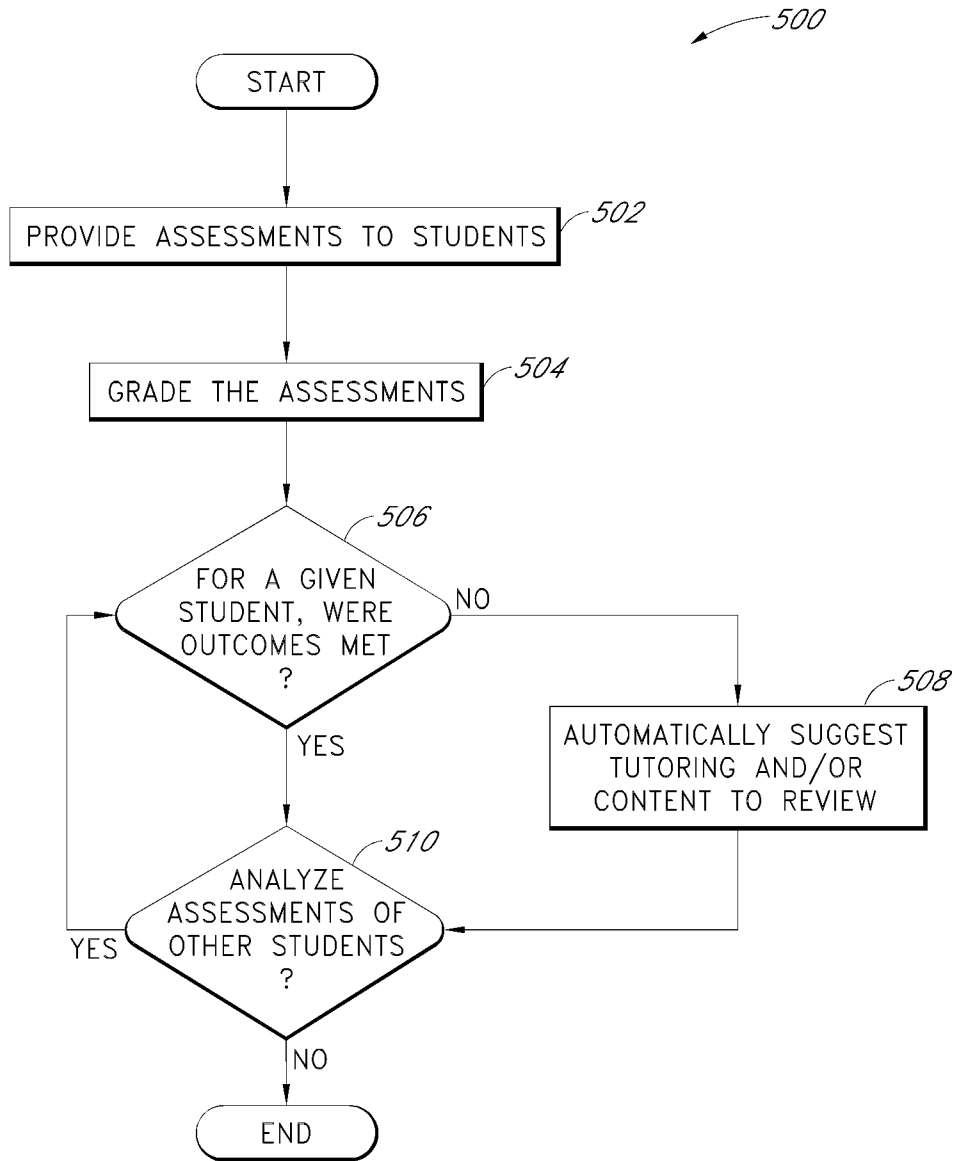 500
START
502
PROVIDE ASSESSMENTS TO STUDENTS
504
GRADE THE ASSESSMENTS
506
FOR A GIVEN
STUDENT, WERE
OUTCOMES MET
?
NO
YES
508
AUTOMATICALLY SUGGEST
TUTORING AND/OR
CONTENT TO REVIEW
510
ANALYZE
ASSESSMENTS OF
OTHER STUDENTS
?
YES
NO
END